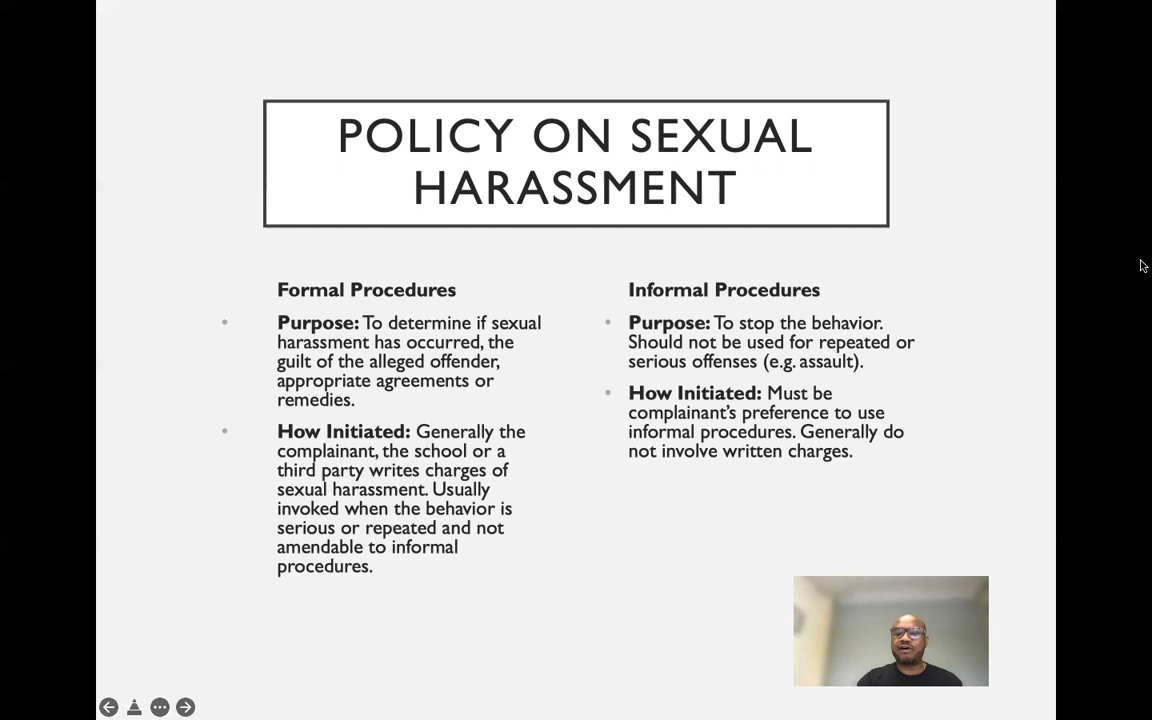 POLICY ON SEXUAL
HARASSMENT
Formal Procedures
• Purpose: To determine if sexual
harassment has occurred, the
guilt of the alleged offender,
appropriate agreements or
remedies.
• How Initiated: Generally the
complainant, the school or a
third party writes charges of
sexual harassment. Usually
invoked when the behavior is
serious or repeated and not
amendable to informal
procedures.
Informal Procedures
• Purpose: To stop the behavior.
Should not be used for repeated or
serious offenses (e.g. assault).
• How Initiated: Must be
complainant’s preference to use
informal procedures. Generally do
not involve written charges.